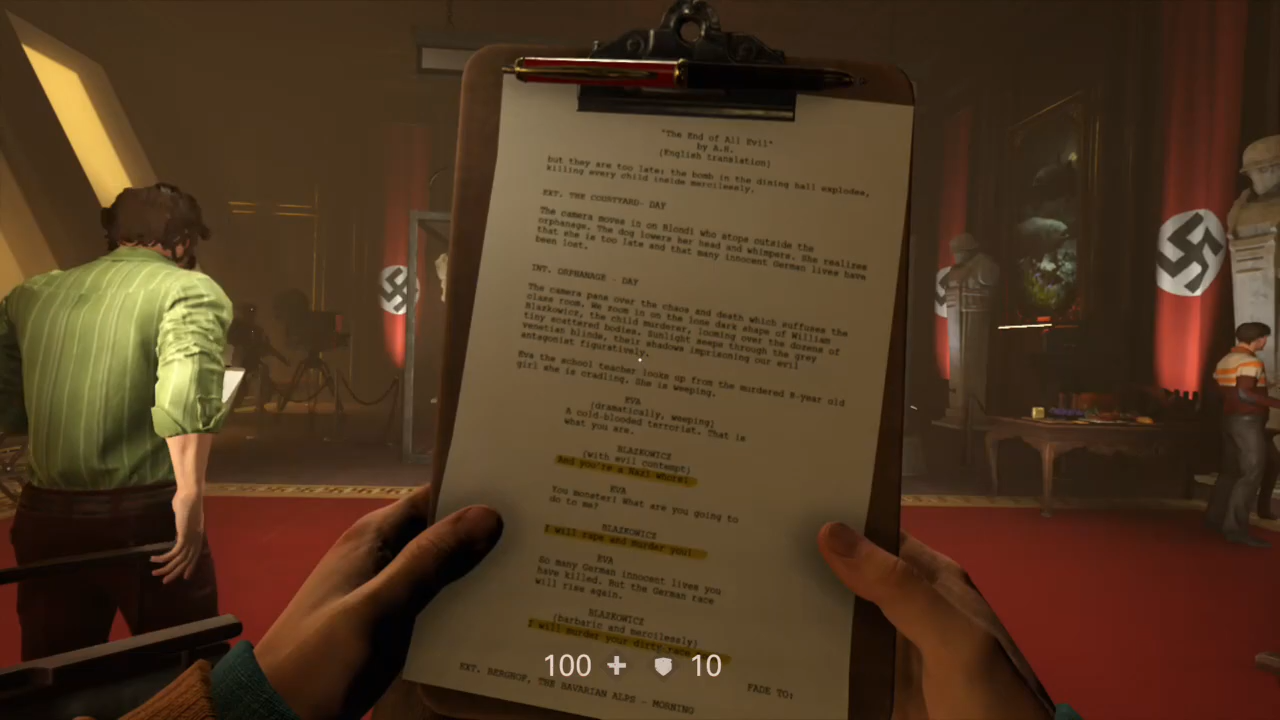 "The End of All Evil"
by A.H.
(English translation)
but they are too late: the bomb in the dining hall explodes,
killing every child inside mercilessly.
EXT. THE COURTYARD- DAY
The camera moves in on Blondi who stops outside the
orphanage. The dog lowers her head and whimpers. She realizes
that she is too late and that many innocent German lives have
been lost.
INT. ORPHANAGE - DAY
The camera pans over the chaos and death which suffuses the
class room. We zoom in on the lone dark shape of William
Blazkowicz, the child murderer, looming over the dozens of
tiny scattered bodies. Sunlight seeps through the grey
venetian blinds, their shadows imprisoning our evil
antagonist figuratively.
Eva the school teacher looks up from the murdered 8-year old
girl she is cradling. She is weeping.
EVA
(dramatically, weeping)
A cold-blooded terrorist. That is
what you are.
BLAZKOWICZ
(with evil contempt)
And you're a Nazi whore!
EVA
You monster! What are you going to
do to me?
BLAZKOWICZ
I will rape and murder you!
EVA
So many German innocent lives you
have killed. But the German race
will rise again.
BLAZKOWICZ
(barbaric and mercilessly)
I will murder your dirty race
FADE TO:
EXT. BERGHOF, THE BAVARIAN ALPS - MORNING
100 10